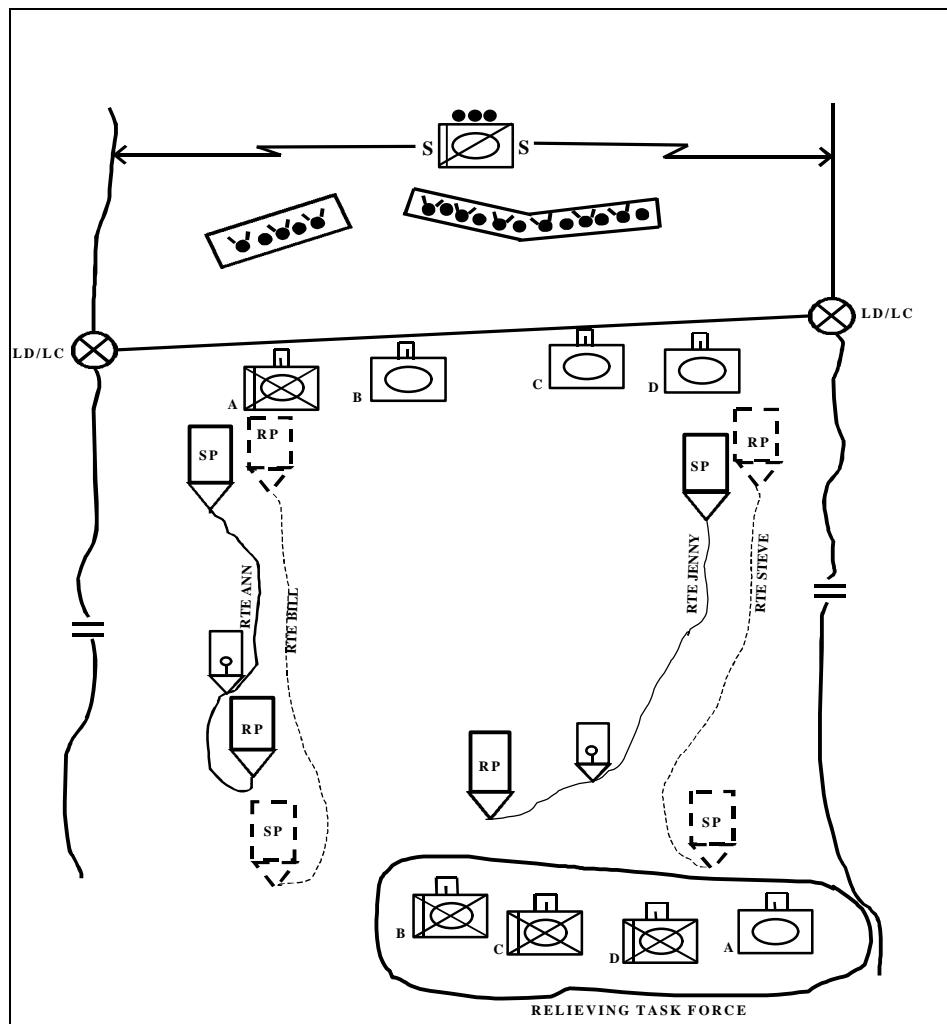 S S
LD/LC
LD/LC
A
B
C
D
SP
RP
SP
RP
RTE ANN
RTE BILL
RTE JENNY
RTE STEVE
RP
RP
SP
SP
B
C
D
A
RELIEVING TASK FORCE